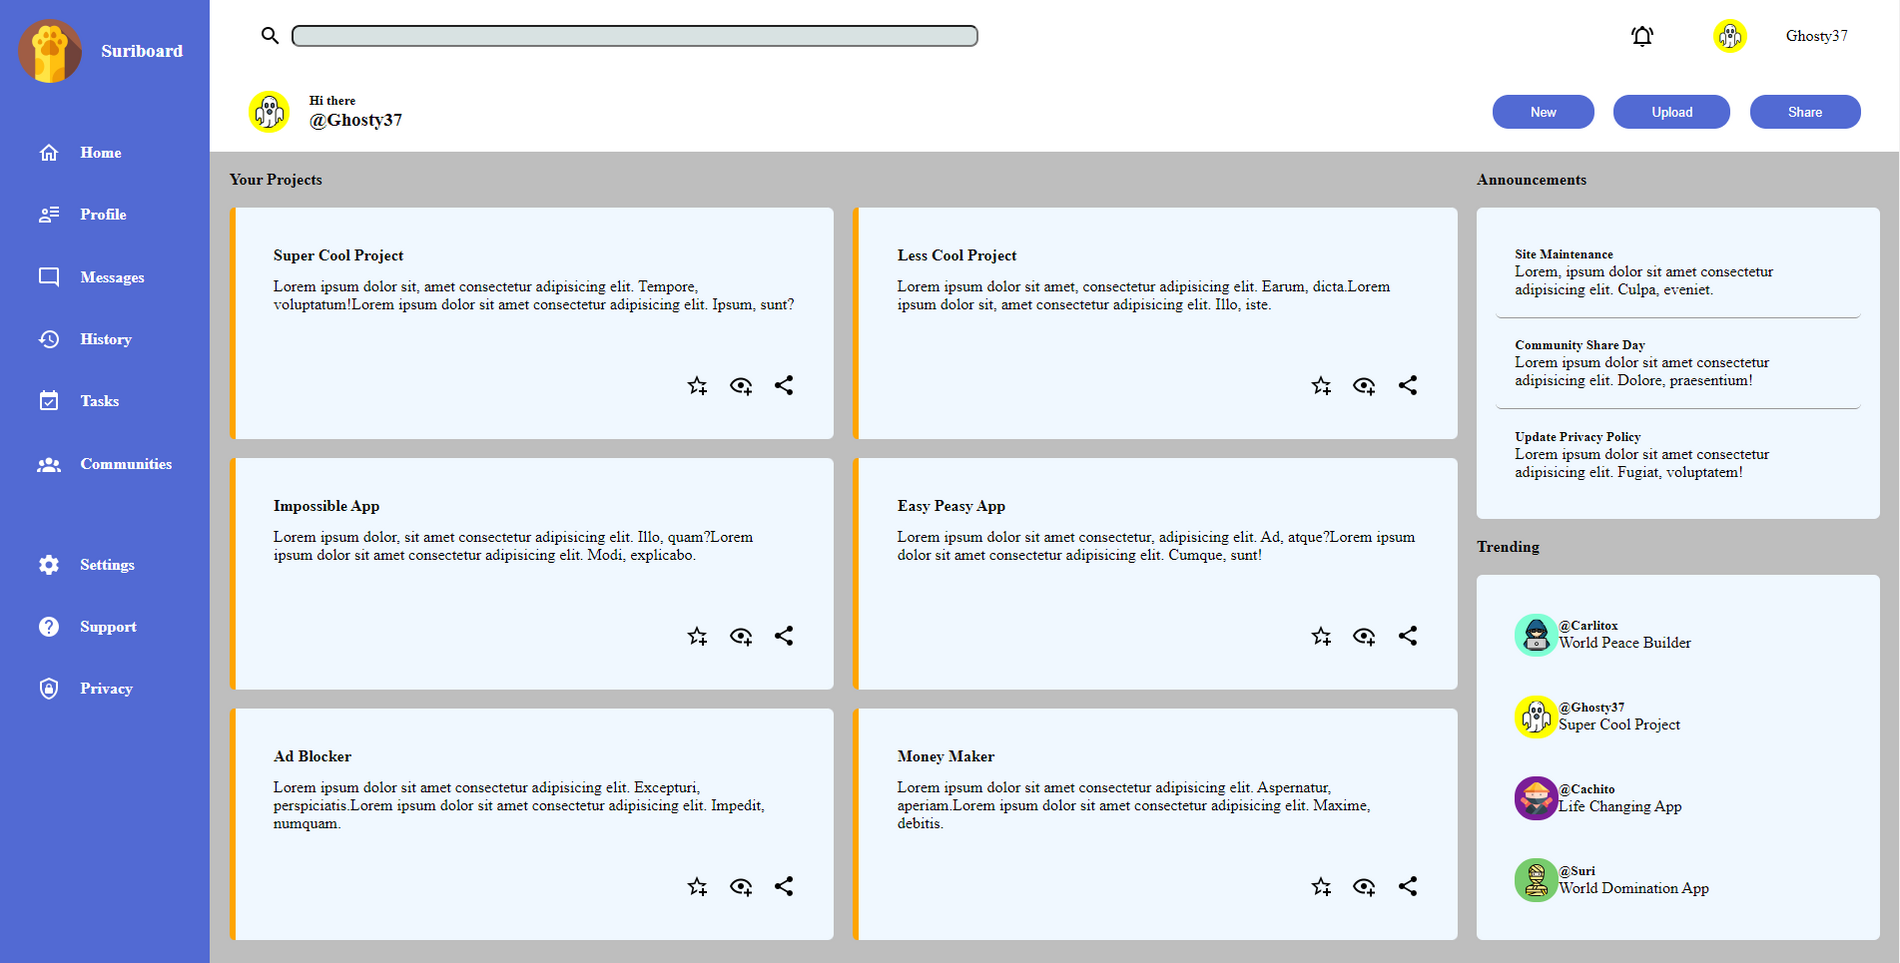 Suriboard
Home
Profile
Messages
History
Tasks
Communities
Settings
Support
Privacy
Ghosty37
Hi there
@Ghosty37
New
Upload
Share
Your Projects
Super Cool Project
Lorem ipsum dolor sit, amet consectetur adipisicing elit. Tempore,
voluptatum!Lorem ipsum dolor sit amet consectetur adipisicing elit. Ipsum, sunt?
Less Cool Project
Lorem ipsum dolor sit amet, consectetur adipisicing elit. Earum, dicta.Lorem
ipsum dolor sit, amet consectetur adipisicing elit. Illo, iste.
Impossible App
Lorem ipsum dolor, sit amet consectetur adipisicing elit. Illo, quam?Lorem
ipsum dolor sit amet consectetur adipisicing elit. Modi, explicabo.
Easy Peasy App
Lorem ipsum dolor sit amet consectetur, adipisicing elit. Ad, atque?Lorem ipsum
dolor sit amet consectetur adipisicing elit. Cumque, sunt!
Ad Blocker
Lorem ipsum dolor sit amet consectetur adipisicing elit. Excepturi,
perspiciatis.Lorem ipsum dolor sit amet consectetur adipisicing elit. Impedit,
numquam.
Money Maker
Lorem ipsum dolor sit amet consectetur adipisicing elit. Aspernatur,
aperiam.Lorem ipsum dolor sit amet consectetur adipisicing elit. Maxime,
debitis.
Announcements
Site Maintenance
Lorem, ipsum dolor sit amet consectetur
adipisicing elit. Culpa, eveniet.
Community Share Day
Lorem ipsum dolor sit amet consectetur
adipisicing elit. Dolore, praesentium!
Update Privacy Policy
Lorem ipsum dolor sit amet consectetur
adipisicing elit. Fugiat, voluptatem!
Trending
@Carlitox
World Peace Builder
@Ghosty37
Super Cool Project
@Cachito
Life Changing App
@Suri
World Domination App